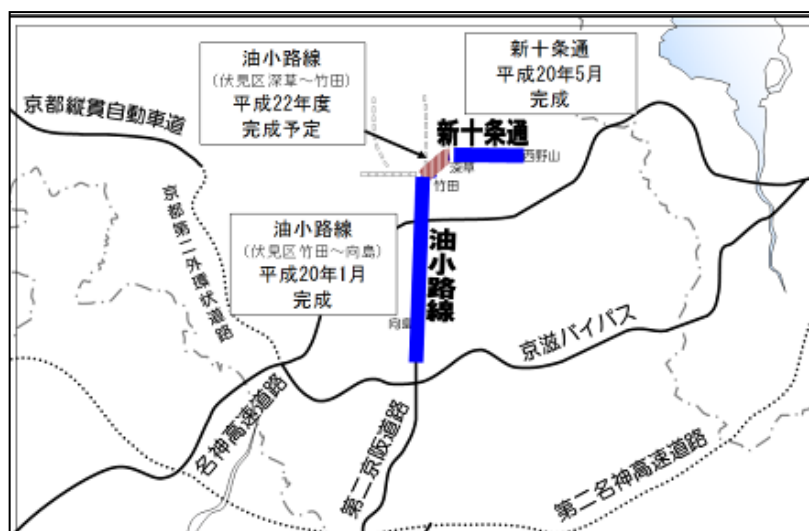 油小路線
(伏見区深草～竹田)
平成22年度
完成予定
新十条通
平成20年5月
完成
京都縦貫自動車道
新十条通
西野山
深草
竹田
京都第二外環状道路
油小路線
(伏見区竹田～向島)
平成20年1月
完成
油小路線
向島
京滋バイパス
名神高速道路
第二京阪道路
第二名神高速道路